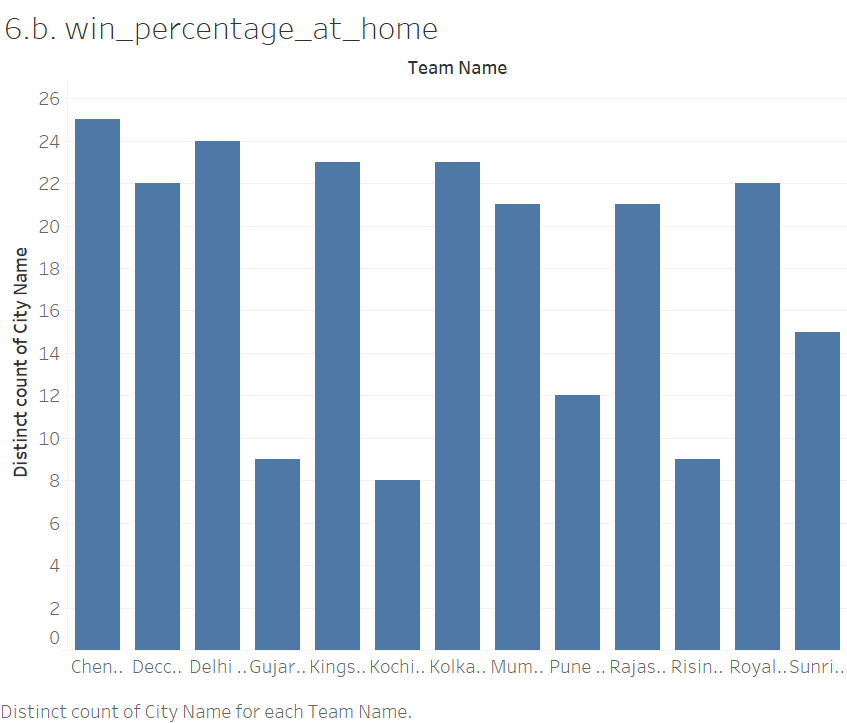 6.b. win_percentage_at_home
Team Name
Distinct count of City Name
26
24
22
20
18
16
14
12
10
8
6
4
2
0
Chen.. Decc.. Delhi .. Gujar.. Kings.. Kochi.. Kolka.. Mum.. Pune .. Rajas.. Risin.. Royal.. Sunri..
Distinct count of City Name for each Team Name.